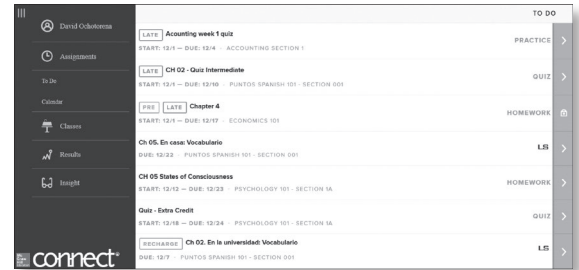 TO DO
David Ochotorena
Assignments
To Do
Calendar
Classes
Results
Insight
connect®
LATE Acounting week 1 quiz
START: 12/1 — DUE: 12/4 · ACCOUNTING SECTION 1
PRACTICE
LATE CH 02 - Quiz Intermediate
START: 12/1 — DUE: 12/10 · PUNTOS SPANISH 101 - SECTION 001
QUIZ
PRE LATE Chapter 4
START: 12/1 — DUE: 12/17 · ECONOMICS 101
HOMEWORK
Ch 05. En casa: Vocabulario
DUE: 12/22 · PUNTOS SPANISH 101 - SECTION 001
LS
CH 05 States of Consciousness
START: 12/12 — DUE: 12/23 · PSYCHOLOGY 101 - SECTION 1A
HOMEWORK
Quiz - Extra Credit
START: 12/18 — DUE: 12/24 · PSYCHOLOGY 101 - SECTION 1A
QUIZ
RECHARGE Ch 02. En la universidad: Vocabulario
DUE: 12/7 · PUNTOS SPANISH 101 - SECTION 001
LS